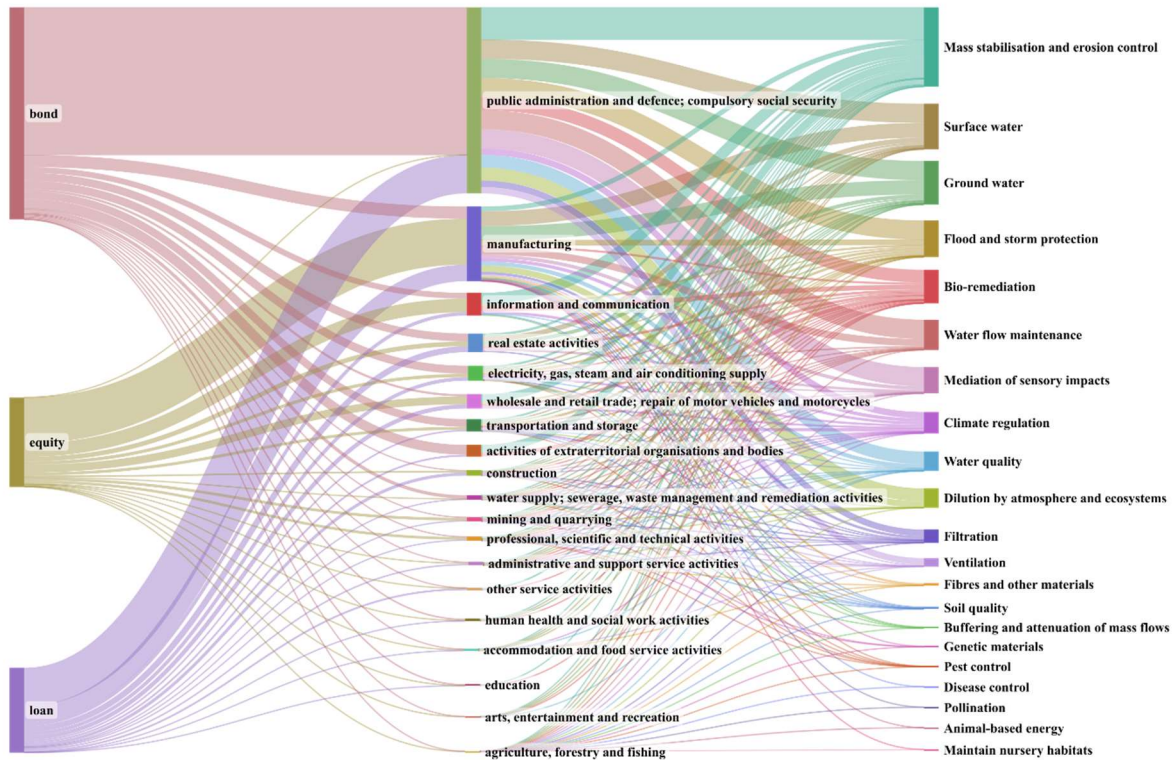 bond
equity
loan
public administration and defence; compulsory social security
manufacturing
information and communication
real estate activities
electricity, gas, steam and air conditioning supply
wholesale and retail trade; repair of motor vehicles and motorcycles
transportation and storage
activities of extraterritorial organisations and bodies
construction
water supply; sewerage, waste management and remediation activities
mining and quarrying
professional, scientific and technical activities
administrative and support service activities
other service activities
human health and social work activities
accommodation and food service activities
education
arts, entertainment and recreation
agriculture, forestry and fishing
Mass stabilisation and erosion control
Surface water
Ground water
Flood and storm protection
Bio-remediation
Water flow maintenance
Mediation of sensory impacts
Climate regulation
Water quality
Dilution by atmosphere and ecosystems
Filtration
Ventilation
Fibres and other materials
Soil quality
Buffering and attenuation of mass flows
Genetic materials
Pest control
Disease control
Pollination
Animal-based energy
Maintain nursery habitats